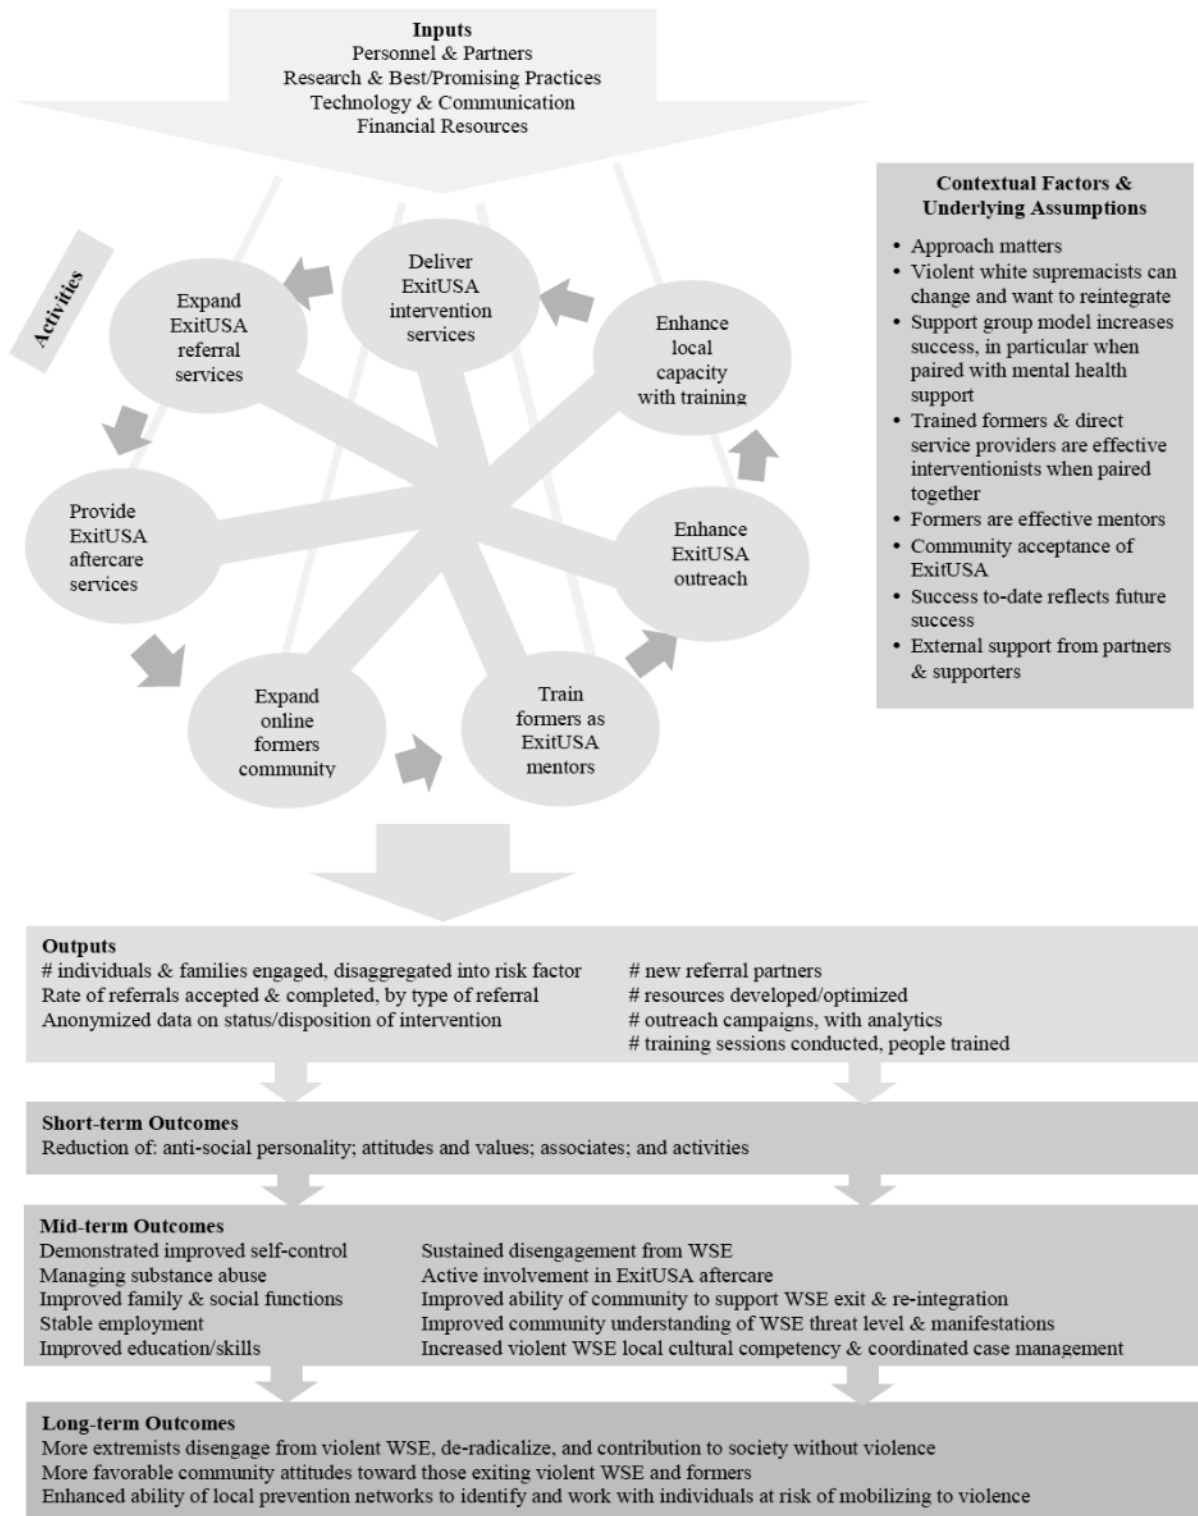 Inputs
Personnel & Partners
Research & Best/Promising Practices
Technology & Communication
Financial Resources
Activities
Deliver
ExitUSA
intervention
services
Expand
ExitUSA
referral
services
Enhance
local
capacity
with training
Provide
ExitUSA
aftercare
services
Enhance
ExitUSA
outreach
Expand
online
formers
community
Train
formers as
ExitUSA
mentors
Contextual Factors &
Underlying Assumptions
• Approach matters
• Violent white supremacists can
change and want to reintegrate
• Support group model increases
success, in particular when
paired with mental health
support
• Trained formers & direct
service providers are effective
interventionists when paired
together
• Formers are effective mentors
• Community acceptance of
ExitUSA
• Success to-date reflects future
success
• External support from partners
& supporters
Outputs
# individuals & families engaged, disaggregated into risk factor
Rate of referrals accepted & completed, by type of referral
Anonymized data on status/disposition of intervention
# new referral partners
# resources developed/optimized
# outreach campaigns, with analytics
# training sessions conducted, people trained
Short-term Outcomes
Reduction of: anti-social personality; attitudes and values; associates; and activities
Mid-term Outcomes
Demonstrated improved self-control
Managing substance abuse
Improved family & social functions
Stable employment
Improved education/skills
Sustained disengagement from WSE
Active involvement in ExitUSA aftercare
Improved ability of community to support WSE exit & re-integration
Improved community understanding of WSE threat level & manifestations
Increased violent WSE local cultural competency & coordinated case management
Long-term Outcomes
More extremists disengage from violent WSE, de-radicalize, and contribution to society without violence
More favorable community attitudes toward those exiting violent WSE and formers
Enhanced ability of local prevention networks to identify and work with individuals at risk of mobilizing to violence